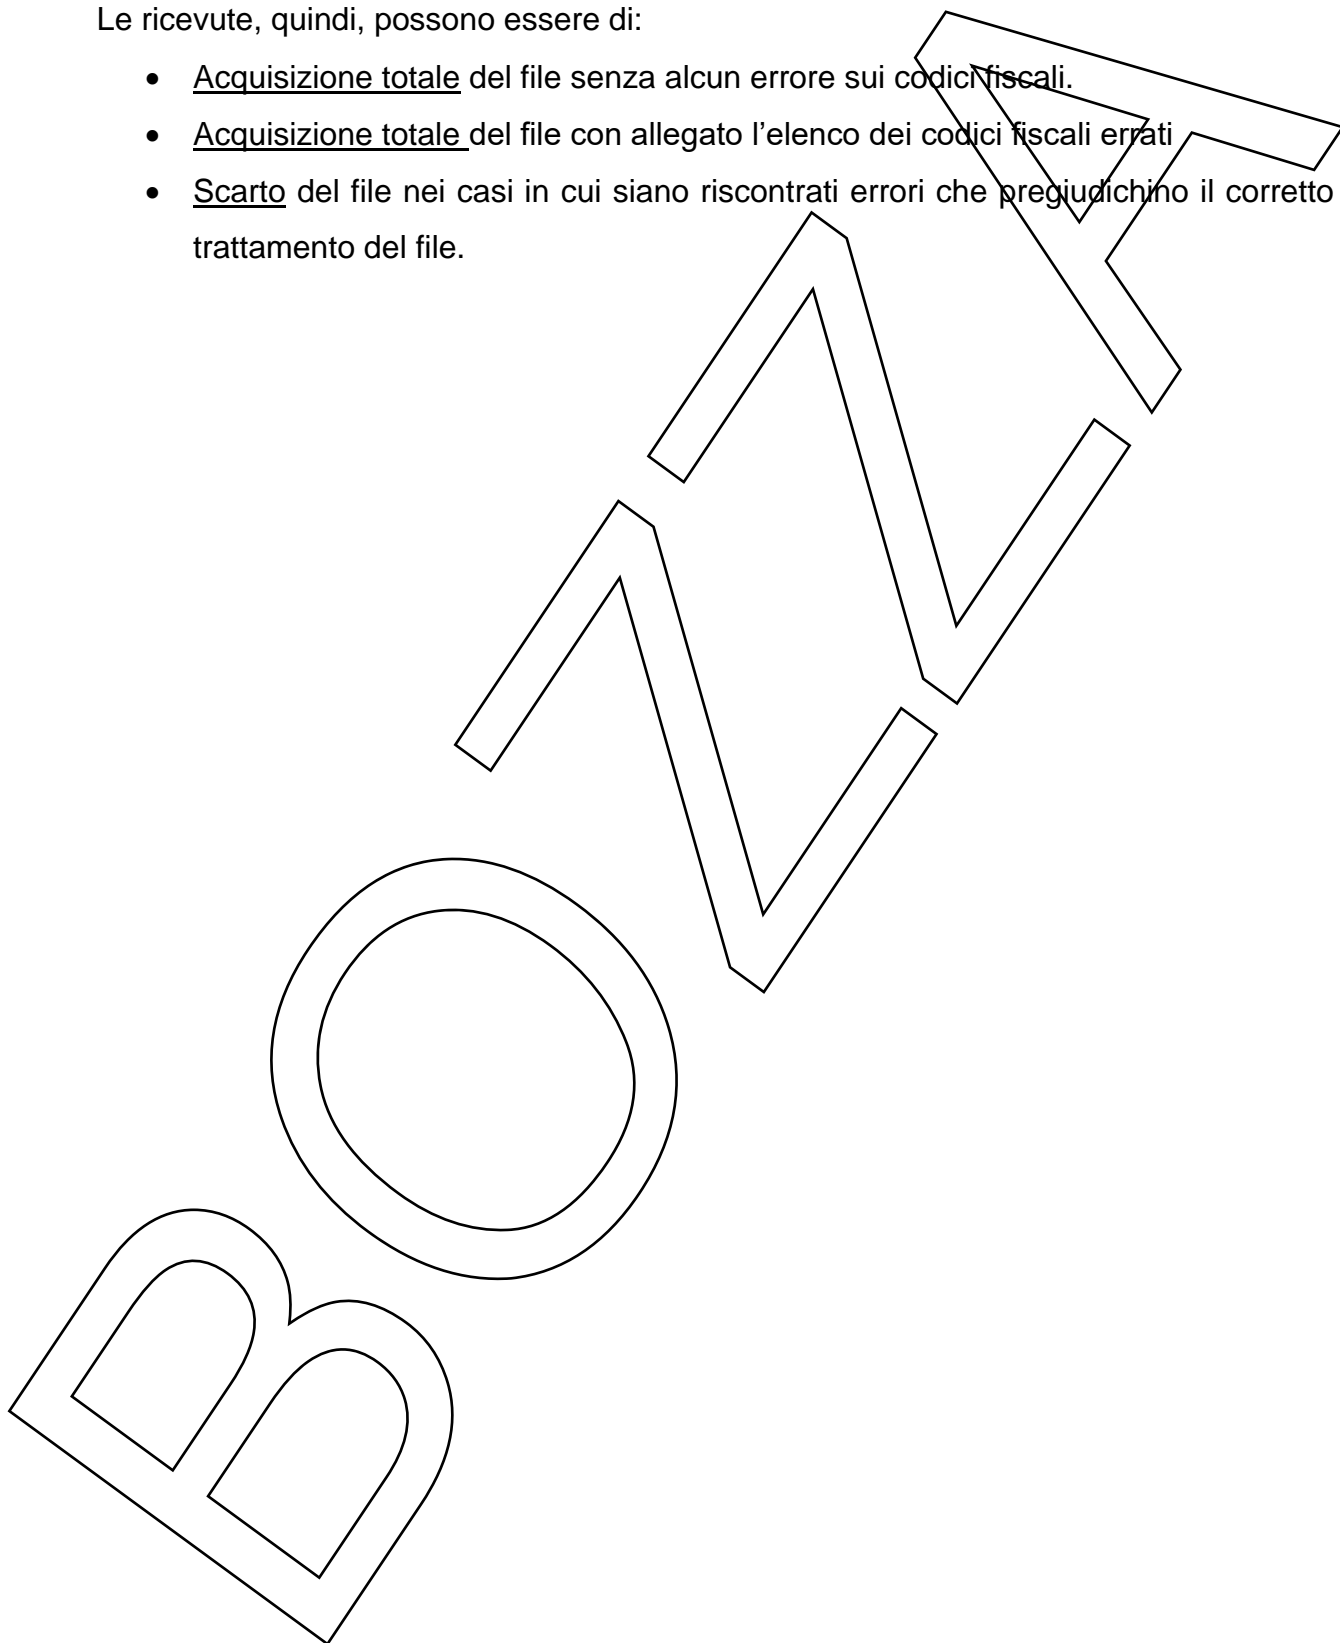 Le ricevute, quindi, possono essere di:
• Acquisizione totale del file senza alcun errore sui codici fiscali.
• Acquisizione totale del file con allegato l’elenco dei codici fiscali errati
• Scarto del file nei casi in cui siano riscontrati errori che pregiudichino il corretto
trattamento del file.
BOZZA